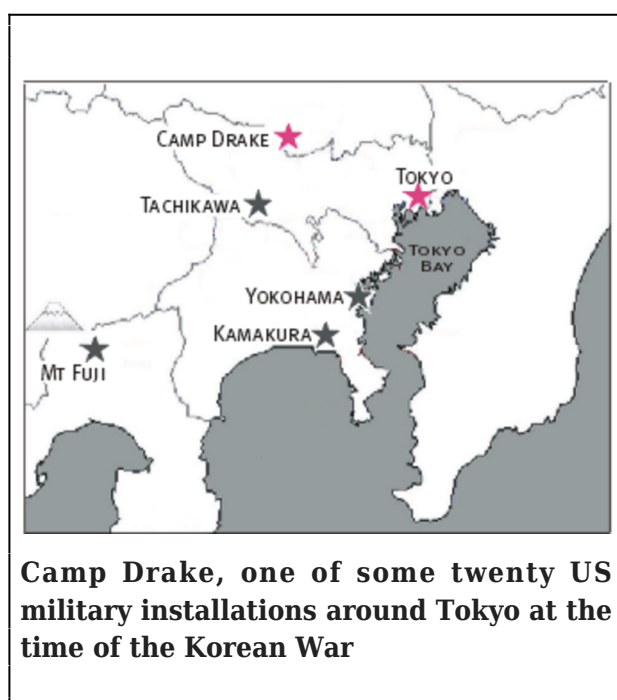 CAMP DRAKE
TOKYO
TACHIKAWA
TOKYO
BAY
YOKOHAMA
KAMAKURA
MT FUJI
Camp Drake, one of some twenty US
military installations around Tokyo at the
time of the Korean War